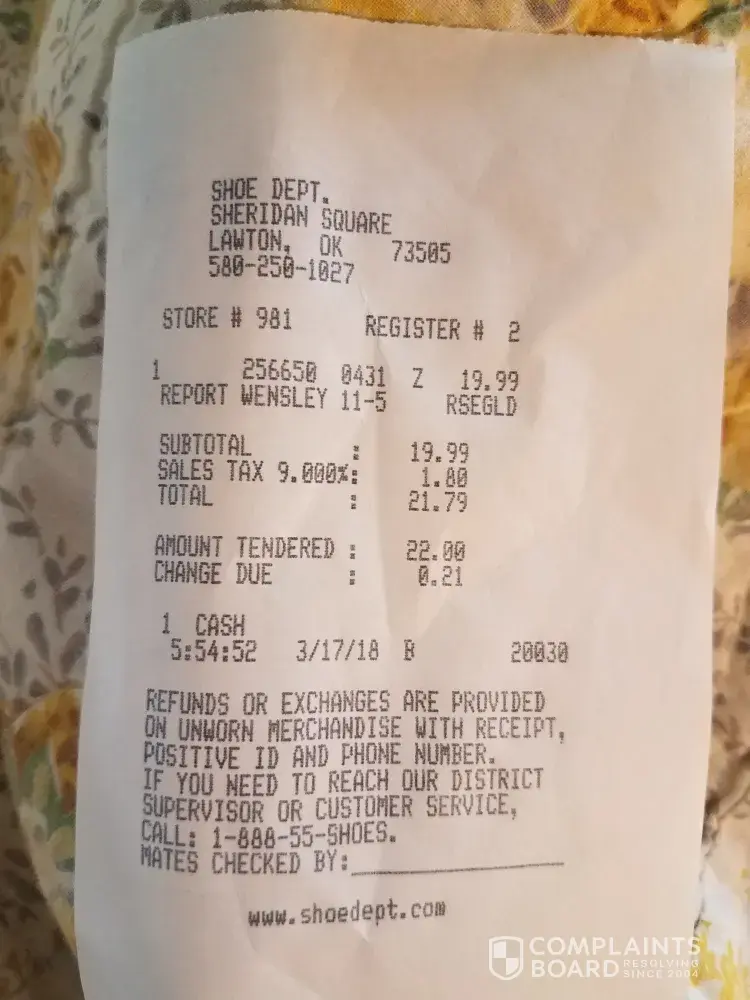 SHOE DEPT.
SHERIDAN SQUARE
LAWTON, OK 73505
580-250-1027
STORE # 981 REGISTER # 2
1 256650 0431 Z 19.99
REPORT WENSLEY 11-5 RSEGLD
SUBTOTAL : 19.99
SALES TAX 9.000%: 1.80
TOTAL : 21.79
AMOUNT TENDERED : 22.00
CHANGE DUE : 0.21
1 CASH
5:54:52 3/17/18 B 20030
REFUNDS OR EXCHANGES ARE PROVIDED
ON UNWORN MERCHANDISE WITH RECEIPT,
POSITIVE ID AND PHONE NUMBER.
IF YOU NEED TO REACH OUR DISTRICT
SUPERVISOR OR CUSTOMER SERVICE,
CALL: 1-888-55-SHOES.
MATES CHECKED BY:
www.shoedept.com
COMPLAINTS
BOARD RESOLVING
SINCE 2004